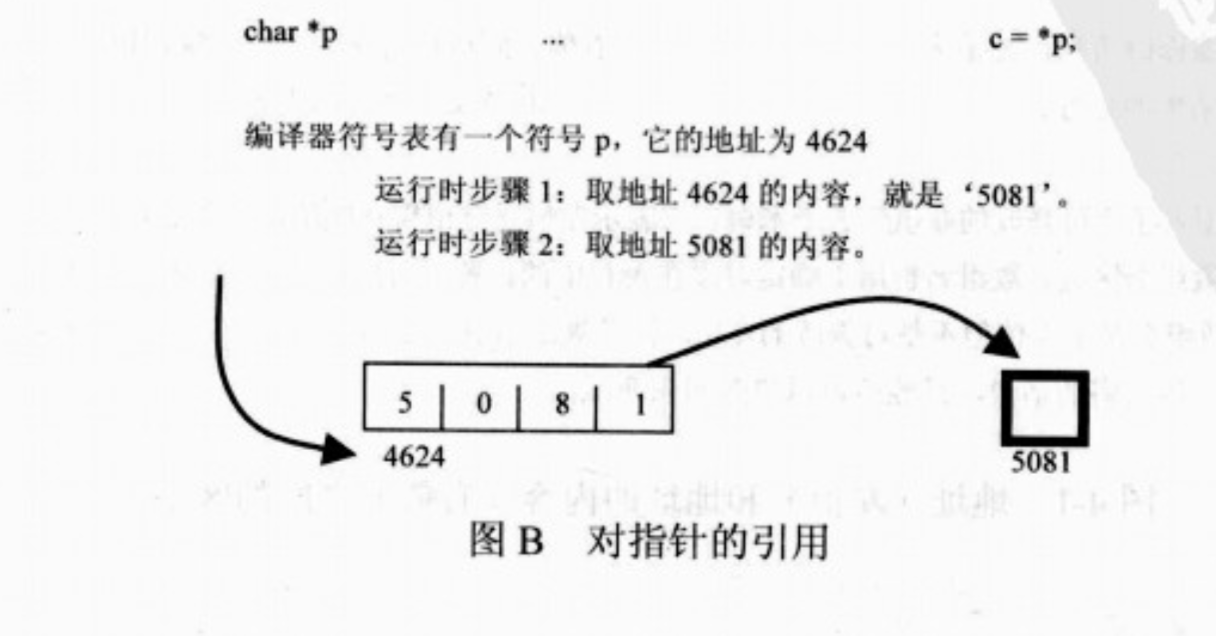 char *p ... c = *p;
编译器符号表有一个符号 p，它的地址为 4624
运行时步骤 1：取地址 4624 的内容，就是‘5081’。
运行时步骤 2：取地址 5081 的内容。
5 0 8 1
4624 5081
图 B 对指针的引用